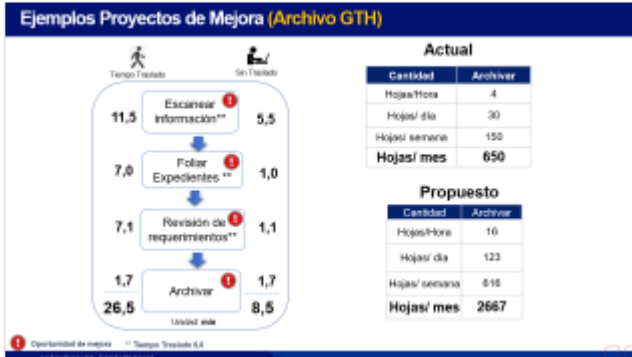 Ejemplos Proyectos de Mejora (Archivo GTH)
Tiempo Traslado
Sin Traslado
11,5
Escanear
información**
5,5
7,0
Foliar
Expedientes **
1,0
7,1
Revisión de
requerimientos**
1,1
1,7
Archivar
1,7
26,5
8,5
Unidad: min
Oportunidad de mejora
** Tiempo Traslado 6,0
Actual
Cantidad Archivar
Hojas/Hora 4
Hojas/ día 30
Hojas/ semana 150
Hojas/ mes 650
Propuesto
Cantidad Archivar
Hojas/Hora 16
Hojas/ día 123
Hojas/ semana 616
Hojas/ mes 2667